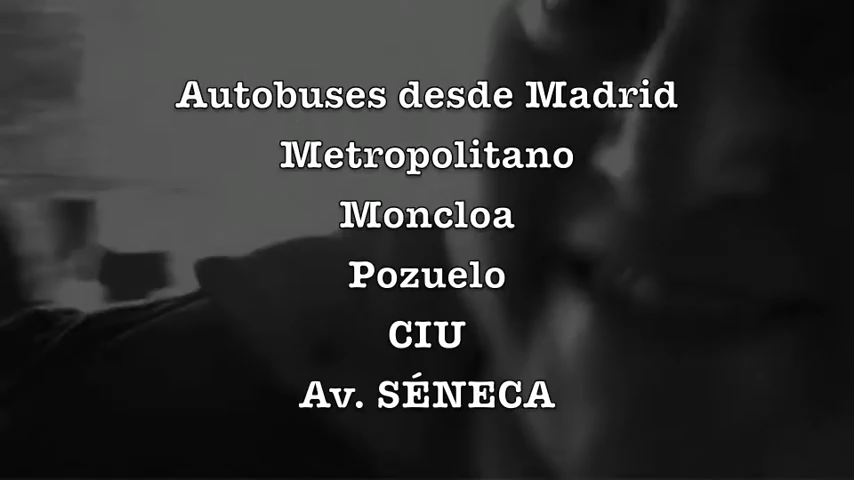 Autobuses desde Madrid
Metropolitano
Moncloa
Pozuelo
CIU
Av. SÉNECA